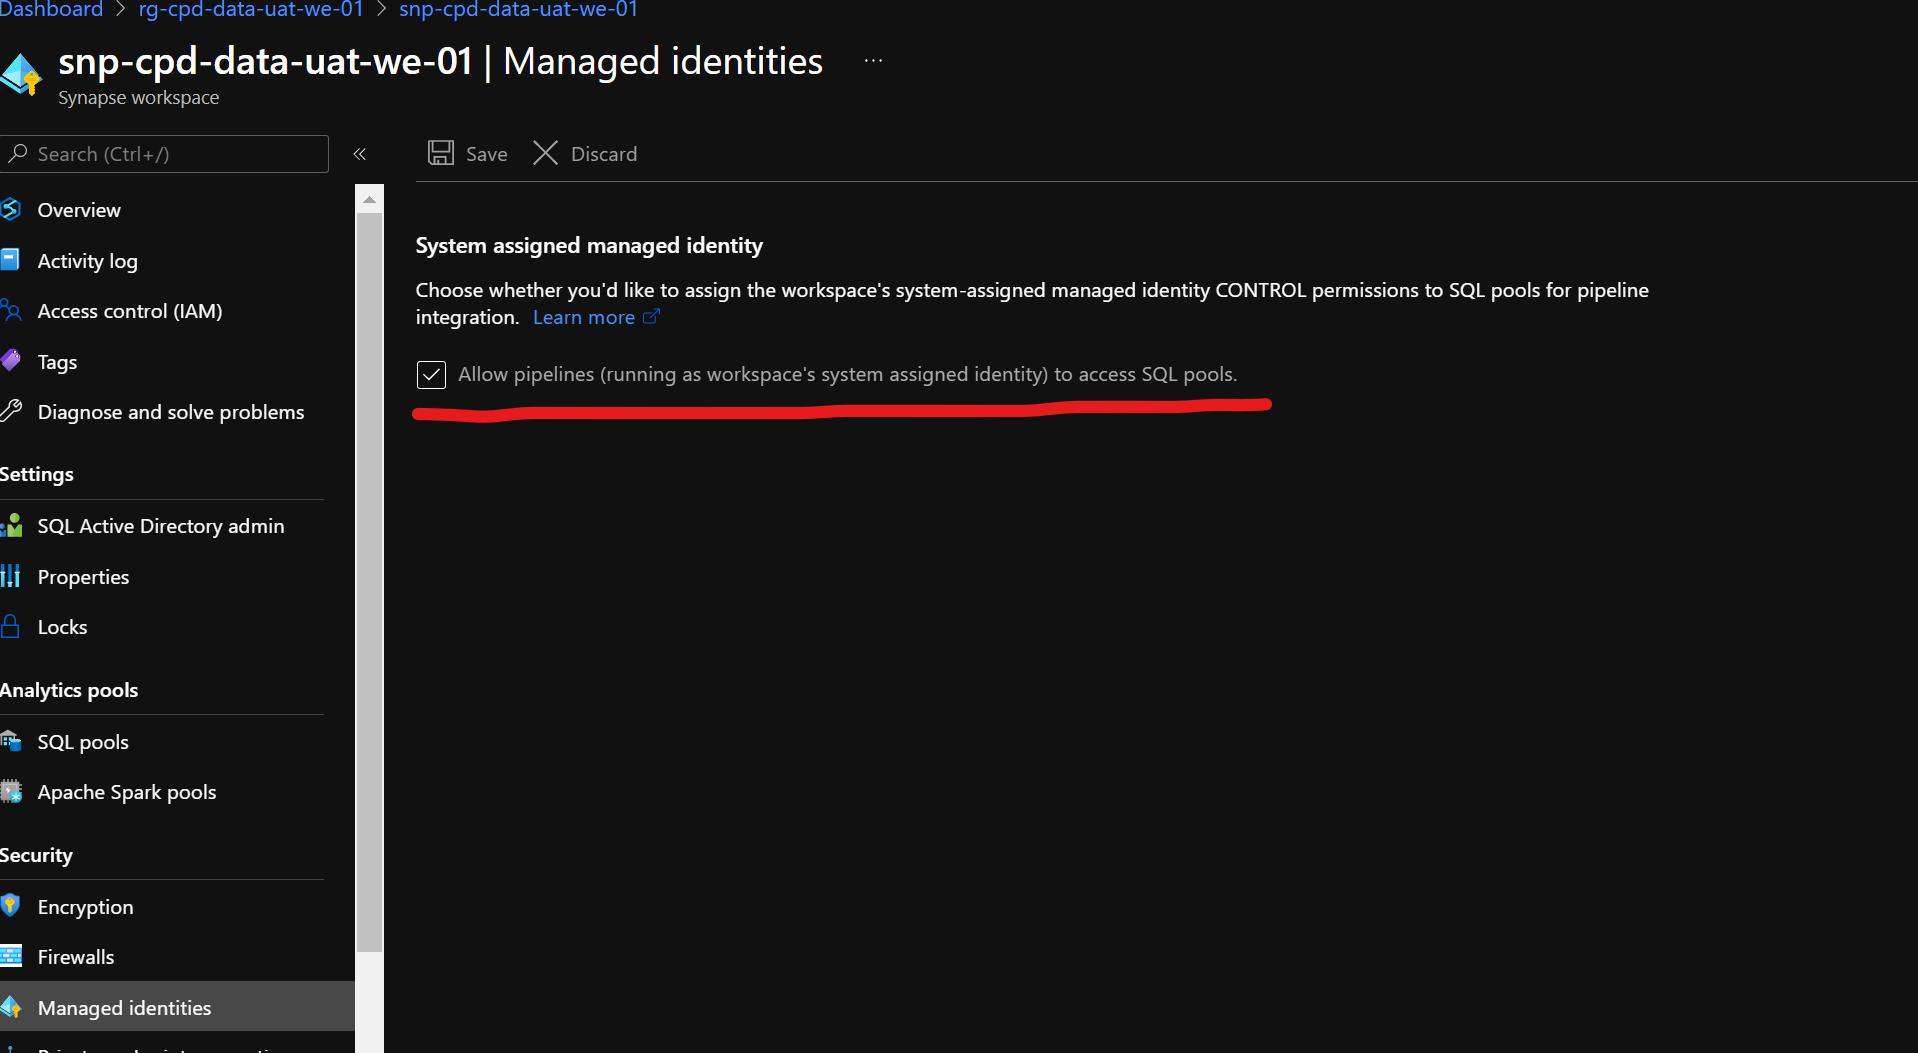 Dashboard > rg-cpd-data-uat-we-01 > snp-cpd-data-uat-we-01
snp-cpd-data-uat-we-01 | Managed identities ...
Synapse workspace
Search (Ctrl+/)
«
Save
Discard
Overview
Activity log
Access control (IAM)
Tags
Diagnose and solve problems
Settings
SQL Active Directory admin
Properties
Locks
Analytics pools
SQL pools
Apache Spark pools
Security
Encryption
Firewalls
Managed identities
System assigned managed identity
Choose whether you'd like to assign the workspace's system-assigned managed identity CONTROL permissions to SQL pools for pipeline
integration. Learn more
Allow pipelines (running as workspace's system assigned identity) to access SQL pools.